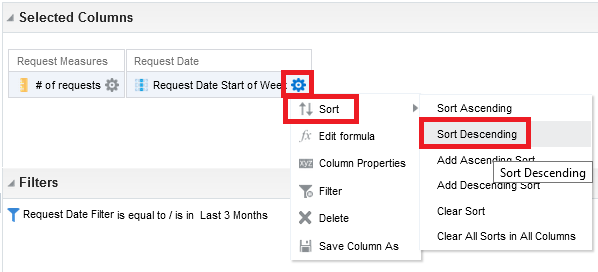 Selected Columns
Request Measures
Request Date
# of requests
Request Date Start of Week
Sort
Edit formula
Column Properties
Filter
Delete
Save Column As
Sort Ascending
Sort Descending
Add Ascending Sort
Sort Descending
Add Descending Sort
Clear Sort
Clear All Sorts in All Columns
Filters
Request Date Filter is equal to / is in Last 3 Months